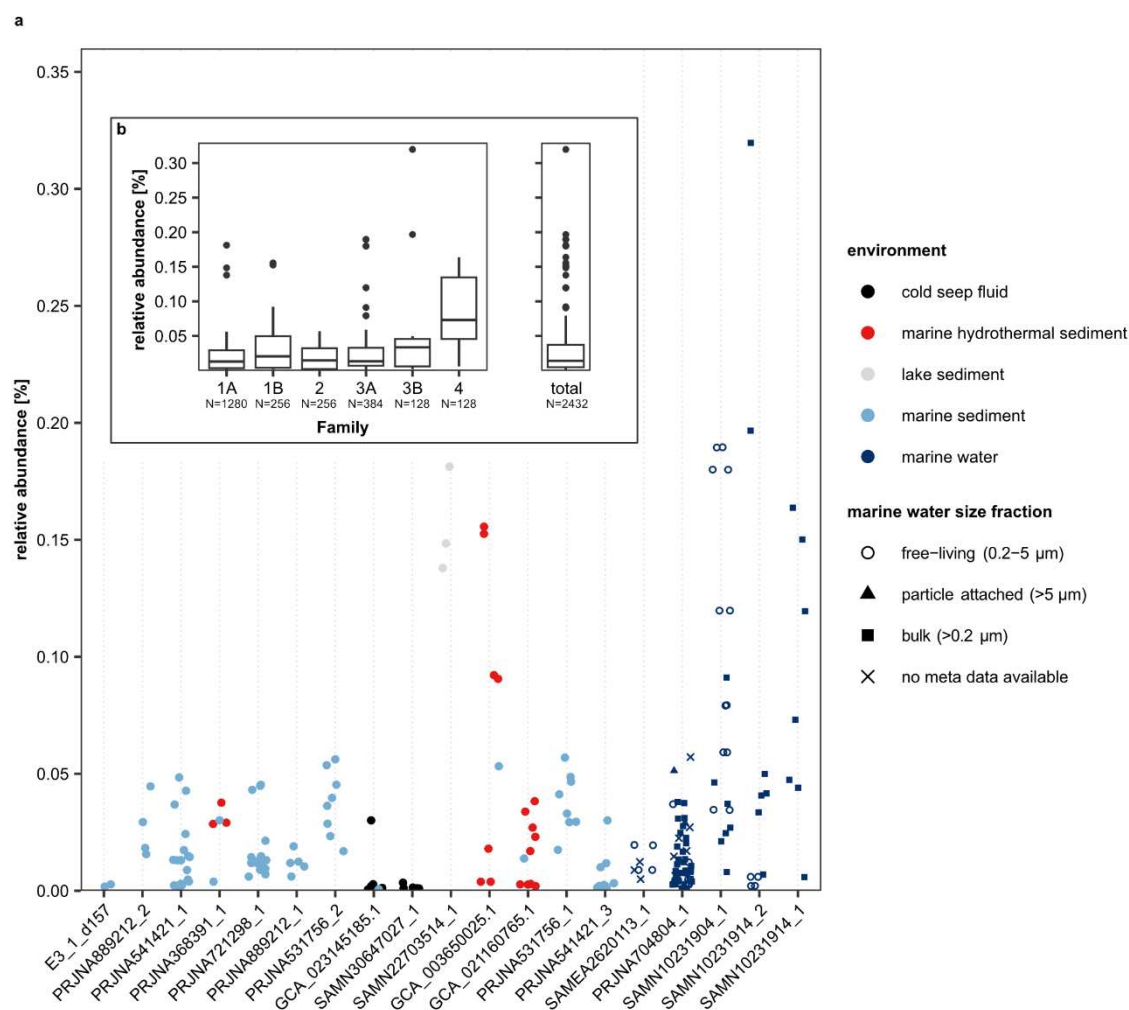 a
relative abundance [%]
0.35
0.30
0.25
0.20
0.15
0.10
0.05
0.00
b
relative abundance [%]
0.30
0.25
0.20
0.15
0.10
0.05
1A 1B 2 3A 3B 4 total
N=1280 N=256 N=256 N=384 N=128 N=128 N=2432
Family
E3_1_d157
PRJNA889212_2
PRJNA541421_1
PRJNA368391_1
PRJNA721298_1
PRJNA889212_1
PRJNA531756_2
GCA_023145185.1
SAMN30647027_1
SAMN22703514_1
GCA_003650025.1
GCA_021160765.1
PRJNA531756_1
PRJNA541421_3
SAMEA2620113_1
PRJNA704804_1
SAMN10231904_1
SAMN10231914_2
SAMN10231914_1
environment
cold seep fluid
marine hydrothermal sediment
lake sediment
marine sediment
marine water
marine water size fraction
free−living (0.2−5 µm)
particle attached (>5 µm)
bulk (>0.2 µm)
no meta data available